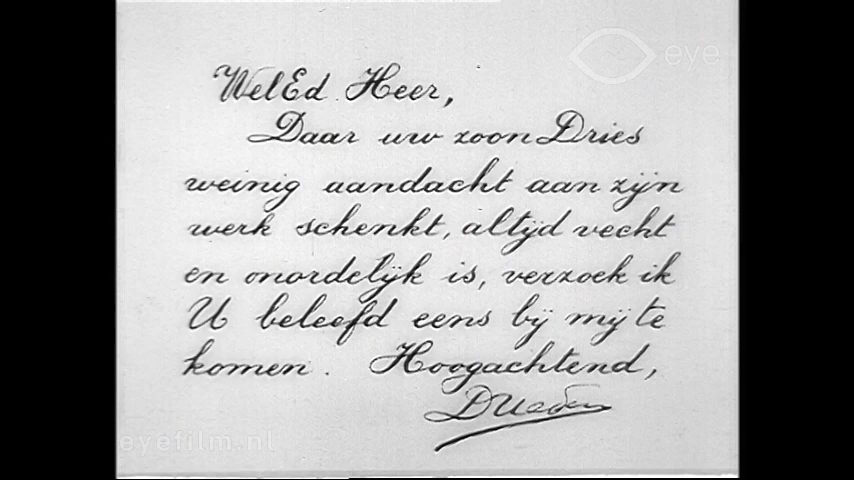 eye
WelEd Heer,
Daar uw zoon Dries
weinig aandacht aan zijn
werk schenkt, altijd vecht
en onordelijk is, verzoek ik
U beleefd eens bij mij te
komen. Hoogachtend,
eyefilm.nl